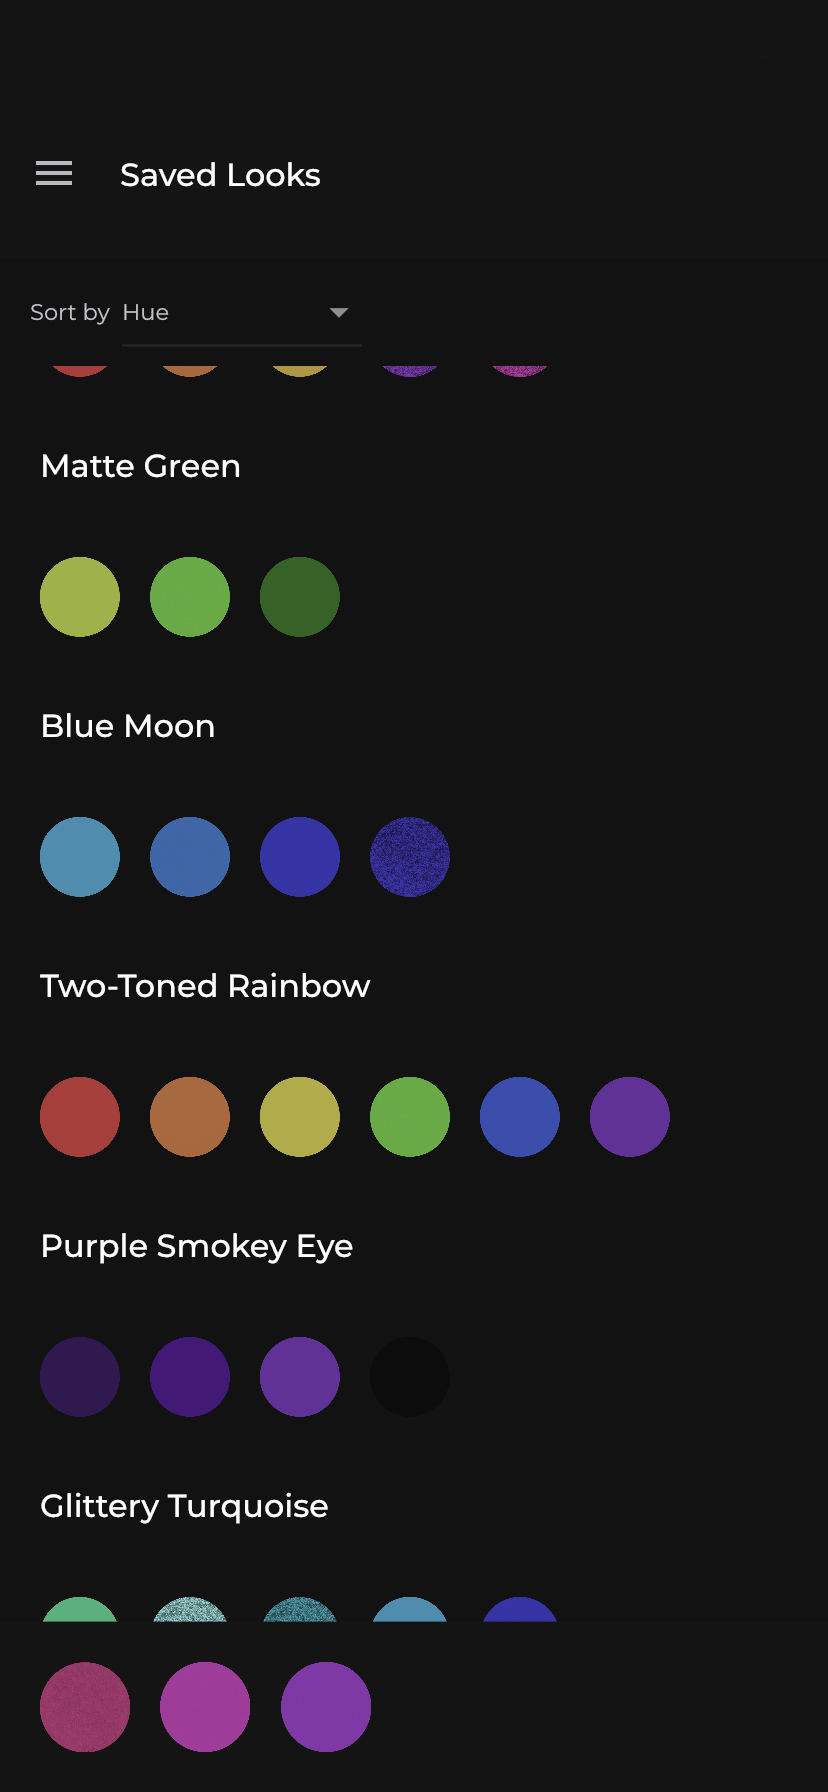 Saved Looks
Sort by Hue
Matte Green
Blue Moon
Two-Toned Rainbow
Purple Smokey Eye
Glittery Turquoise